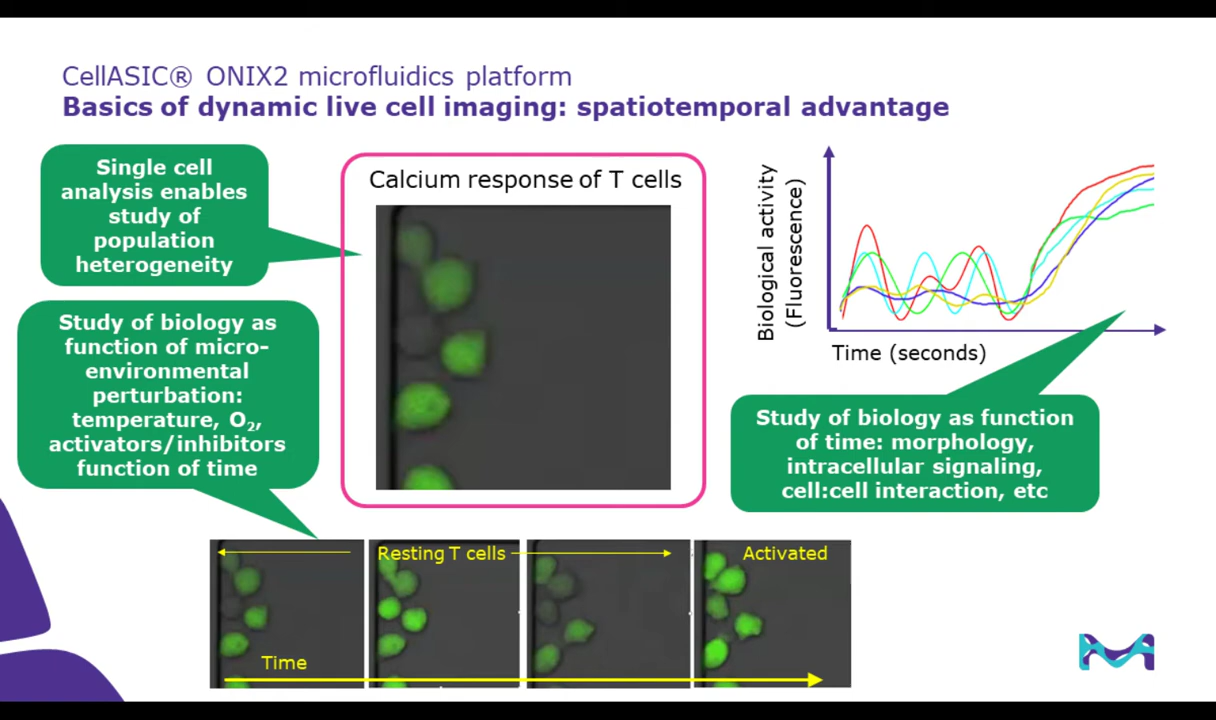 CellASIC® ONIX2 microfluidics platform
Basics of dynamic live cell imaging: spatiotemporal advantage
Single cell
analysis enables
study of
population
heterogeneity
Study of biology as
function of micro-
environmental
perturbation:
temperature, O₂,
activators/inhibitors
function of time
Calcium response of T cells
Biological activity
(Fluorescence)
Time (seconds)
Study of biology as function
of time: morphology,
intracellular signaling,
cell:cell interaction, etc
Resting T cells
Activated
Time